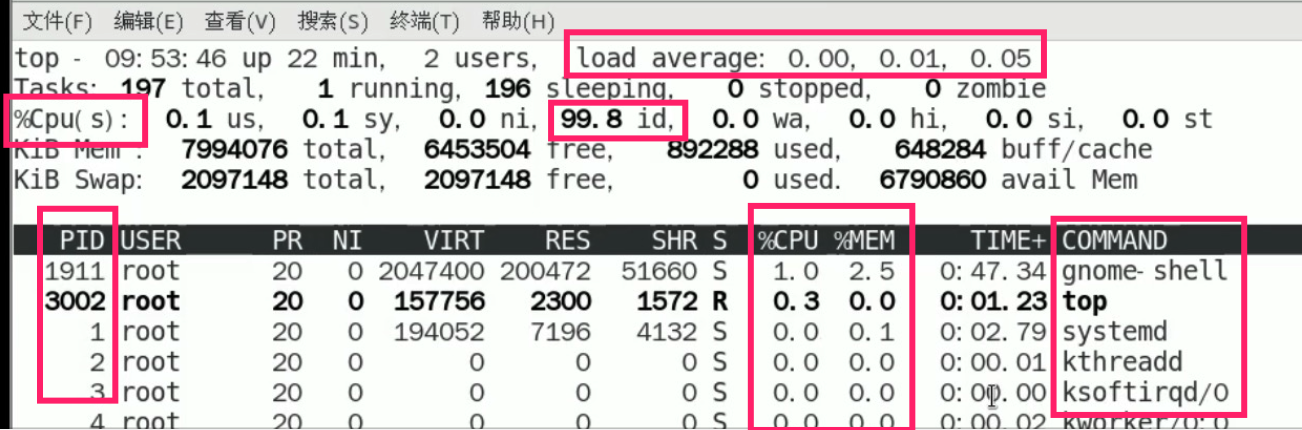 文件(F) 编辑(E) 查看(V) 搜索(S) 终端(T) 帮助(H)
top - 09:53:46 up 22 min, 2 users, load average: 0.00, 0.01, 0.05
Tasks: 197 total, 1 running, 196 sleeping, 0 stopped, 0 zombie
%Cpu(s): 0.1 us, 0.1 sy, 0.0 ni, 99.8 id, 0.0 wa, 0.0 hi, 0.0 si, 0.0 st
KiB Mem : 7994076 total, 6453504 free, 892288 used, 648284 buff/cache
KiB Swap: 2097148 total, 2097148 free, 0 used. 6790860 avail Mem
PID USER PR NI VIRT RES SHR S %CPU %MEM TIME+ COMMAND
1911 root 20 0 2047400 200472 51660 S 1.0 2.5 0:47.34 gnome-shell
3002 root 20 0 157756 2300 1572 R 0.3 0.0 0:01.23 top
1 root 20 0 194052 7196 4132 S 0.0 0.1 0:02.79 systemd
2 root 20 0 0 0 0 S 0.0 0.0 0:00.01 kthreadd
3 root 20 0 0 0 0 S 0.0 0.0 0:00.00 ksoftirqd/0
4 root 20 0 0 0 0 S 0.0 0.0 0:00.02 kworker/0:0